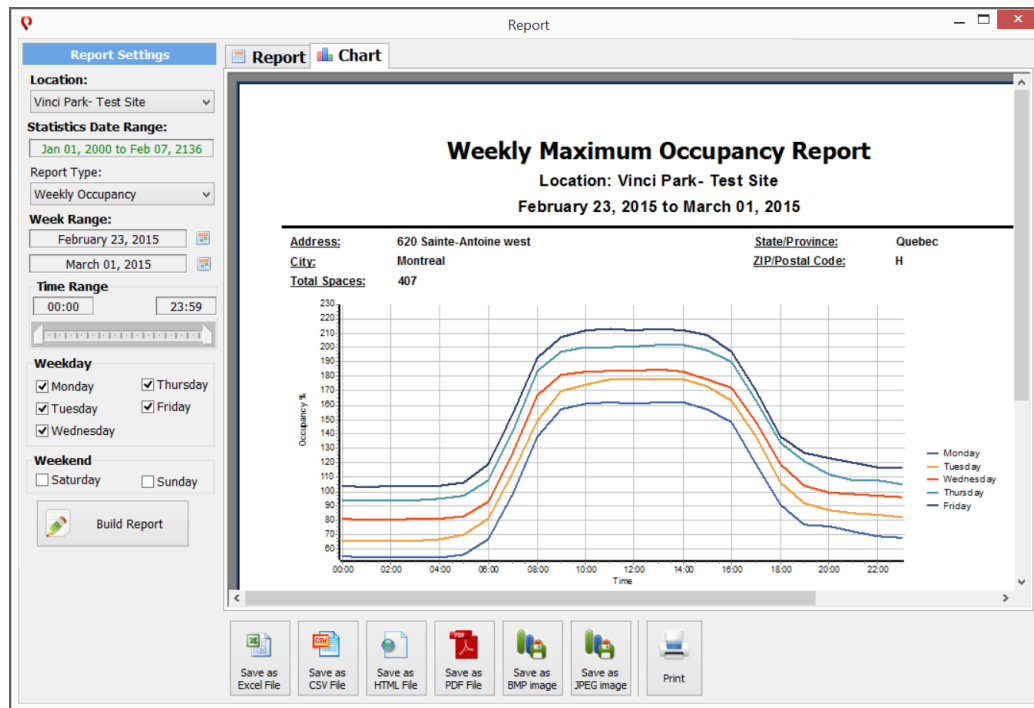 Report
Report Settings
Location:
Vinci Park- Test Site
Statistics Date Range:
Jan 01, 2000 to Feb 07, 2136
Report Type:
Weekly Occupancy
Week Range:
February 23, 2015
March 01, 2015
Time Range
00:00 23:59
Weekday
Monday Thursday
Tuesday Friday
Wednesday
Weekend
Saturday Sunday
Build Report
Report Chart
Weekly Maximum Occupancy Report
Location: Vinci Park- Test Site
February 23, 2015 to March 01, 2015
Address: 620 Sainte-Antoine west State/Province: Quebec
City: Montreal ZIP/Postal Code: H
Total Spaces: 407
Occupancy %
230
220
210
200
190
180
170
160
150
140
130
120
110
100
90
80
70
60
00:00 02:00 04:00 06:00 08:00 10:00 12:00 14:00 16:00 18:00 20:00 22:00
Time
Monday
Tuesday
Wednesday
Thursday
Friday
Save as
Excel File
CSV
Save as
CSV File
Save as
HTML File
PDF
Save as
PDF File
Save as
BMP image
Save as
JPEG image
Print